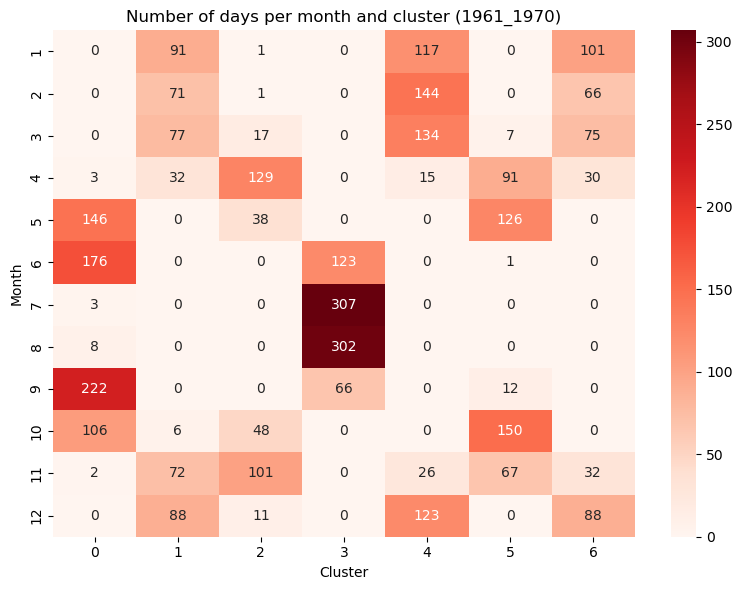 Number of days per month and cluster (1961_1970)
Month
1 0 91 1 0 117 0 101
2 0 71 1 0 144 0 66
3 0 77 17 0 134 7 75
4 3 32 129 0 15 91 30
5 146 0 38 0 0 126 0
6 176 0 0 123 0 1 0
7 3 0 0 307 0 0 0
8 8 0 0 302 0 0 0
9 222 0 0 66 0 12 0
10 106 6 48 0 0 150 0
11 2 72 101 0 26 67 32
12 0 88 11 0 123 0 88
0 1 2 3 4 5 6
Cluster
300
250
200
150
100
50
0